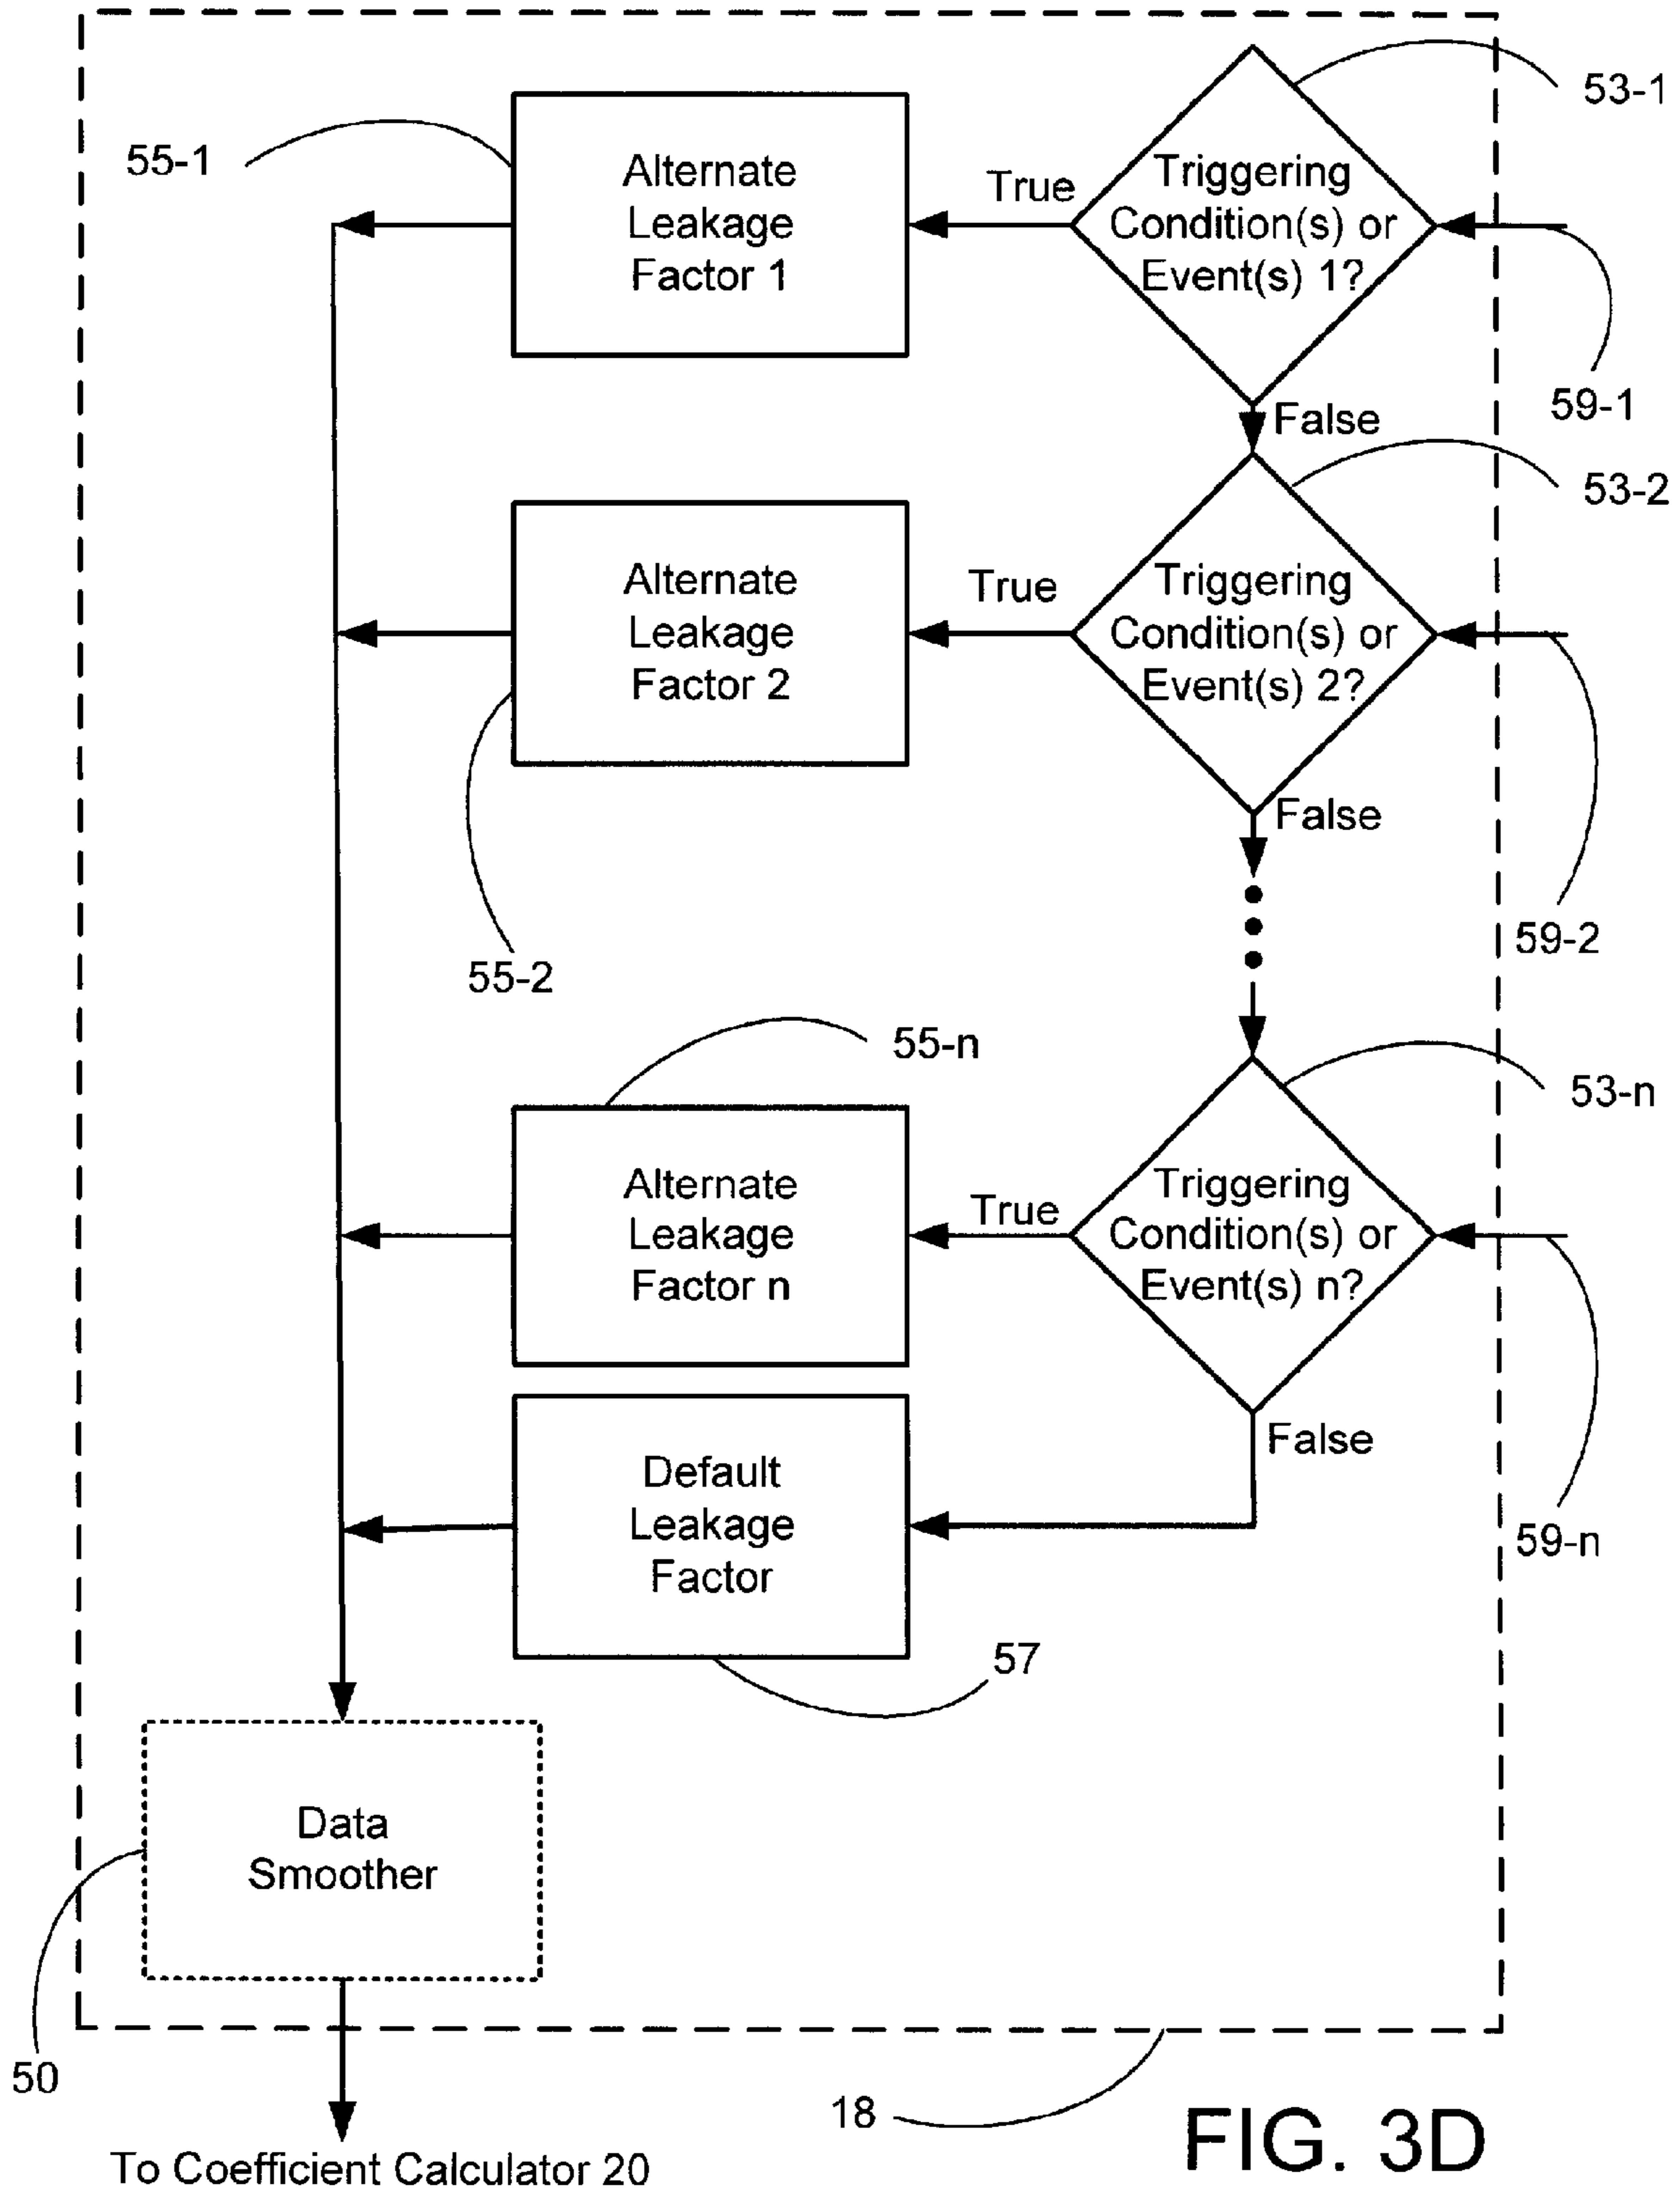 53-1
55-1
Alternate
Leakage
Factor 1
True
Triggering
Condition(s) or
Event(s) 1?
59-1
False
53-2
Alternate
Leakage
Factor 2
True
Triggering
Condition(s) or
Event(s) 2?
False
59-2
55-2
55-n
53-n
Alternate
Leakage
Factor n
True
Triggering
Condition(s) or
Event(s) n?
False
59-n
Default
Leakage
Factor
57
Data
Smoother
50
18
To Coefficient Calculator 20
FIG. 3D